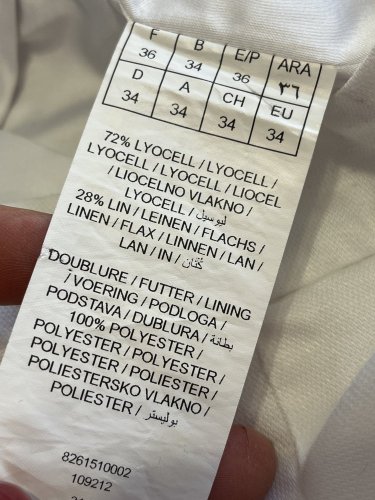 F B E/P ARA
36 34 36 ٣٦
D A CH EU
34 34 34 34
72% LYOCELL / LYOCELL /
LYOCELL / LYOCELL / LIOCEL
/ LIOCELNO VLAKNO /
LYOCELL / ليوسيل
28% LIN / LEINEN / FLACHS /
LINEN / FLAX / LINNEN / LAN /
LAN / IN / كَتَّان
DOUBLURE / FUTTER / LINING
/ VOERING / PODLOGA /
PODSTAVA / DUBLURA / بطانة
100% POLYESTER /
POLYESTER / POLYESTER /
POLYESTER / POLIESTER /
POLIESTERSKO VLAKNO /
POLIESTER / بوليستر
8261510002
109212